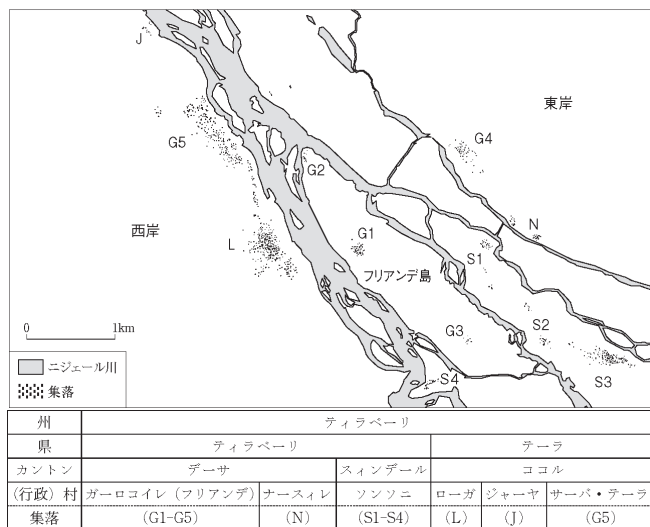 J
東岸
G5
G4
G2
西岸
N
L
G1
S1
フリアンデ島
0
1km
G3
S2
S4
S3
ニジェール川
集落
州 ティラベーリ
県 ティラベーリ テーラ
カントン デーサ スィンデール ココル
(行政)村 ガーロコイレ(フリアンデ) ナースィレ ソンソニ ローガ ジャーヤ サーバ・テーラ
集落 (G1-G5) (N) (S1-S4) (L) (J) (G5)